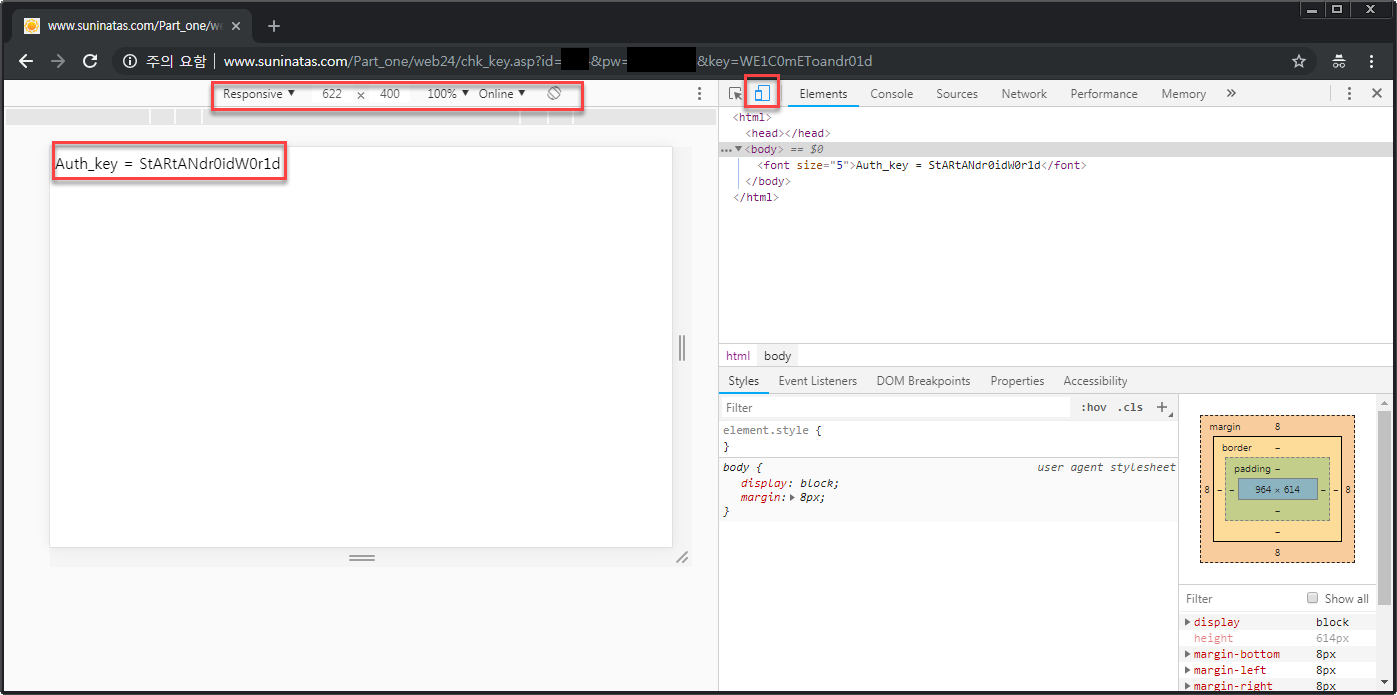 www.suninatas.com/Part_one/we
주의 요함 www.suninatas.com/Part_one/web24/chk_key.asp?id= &pw= &key=WE1C0mEToandr01d
Responsive ▼ 622 × 400 100% ▼ Online ▼
Elements Console Sources Network Performance Memory »
Auth_key = StARtANdr0idW0r1d
<html>
<head></head>
...▼<body> == $0
<font size="5">Auth_key = StARtANdr0idW0r1d</font>
</body>
</html>
html body
Styles Event Listeners DOM Breakpoints Properties Accessibility
Filter :hov .cls +
element.style {
}
body { user agent stylesheet
display: block;
margin:▶ 8px;
}
margin 8
border –
padding –
8 – – 964 × 614 – – 8
–
–
8
Filter Show all
▶display block
height 614px
▶margin-bottom 8px
▶margin-left 8px
▶margin-right 8px